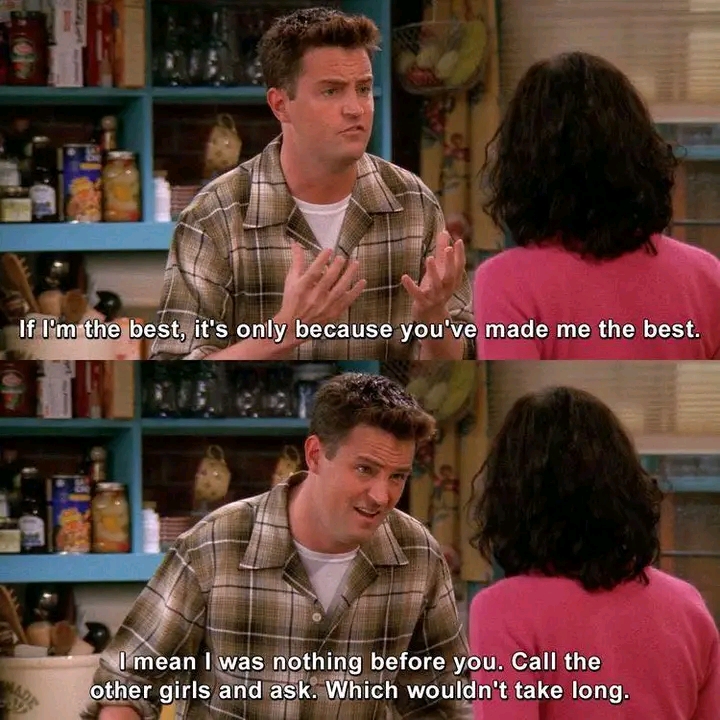 If I'm the best, it's only because you've made me the best.
I mean I was nothing before you. Call the
other girls and ask. Which wouldn't take long.